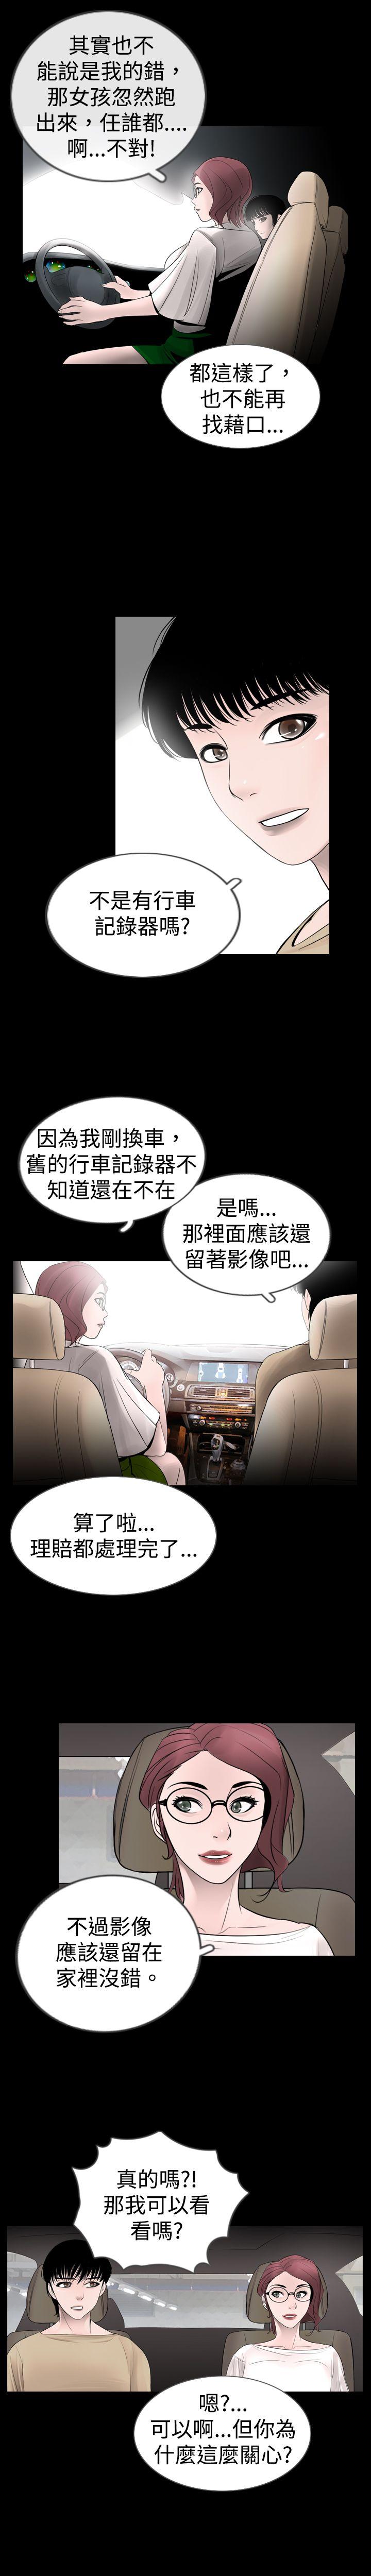 其實也不
能說是我的錯，
那女孩忽然跑
出來，任誰都....
啊...不對!
都這樣了，
也不能再
找藉口...
不是有行車
記錄器嗎?
因為我剛換車，
舊的行車記錄器不
知道還在不在
是嗎...
那裡面應該還
留著影像吧...
算了啦...
理賠都處理完了...
不過影像
應該還留在
家裡沒錯。
真的嗎?!
那我可以看
看嗎?
嗯?...
可以啊...但你為
什麼這麼關心?